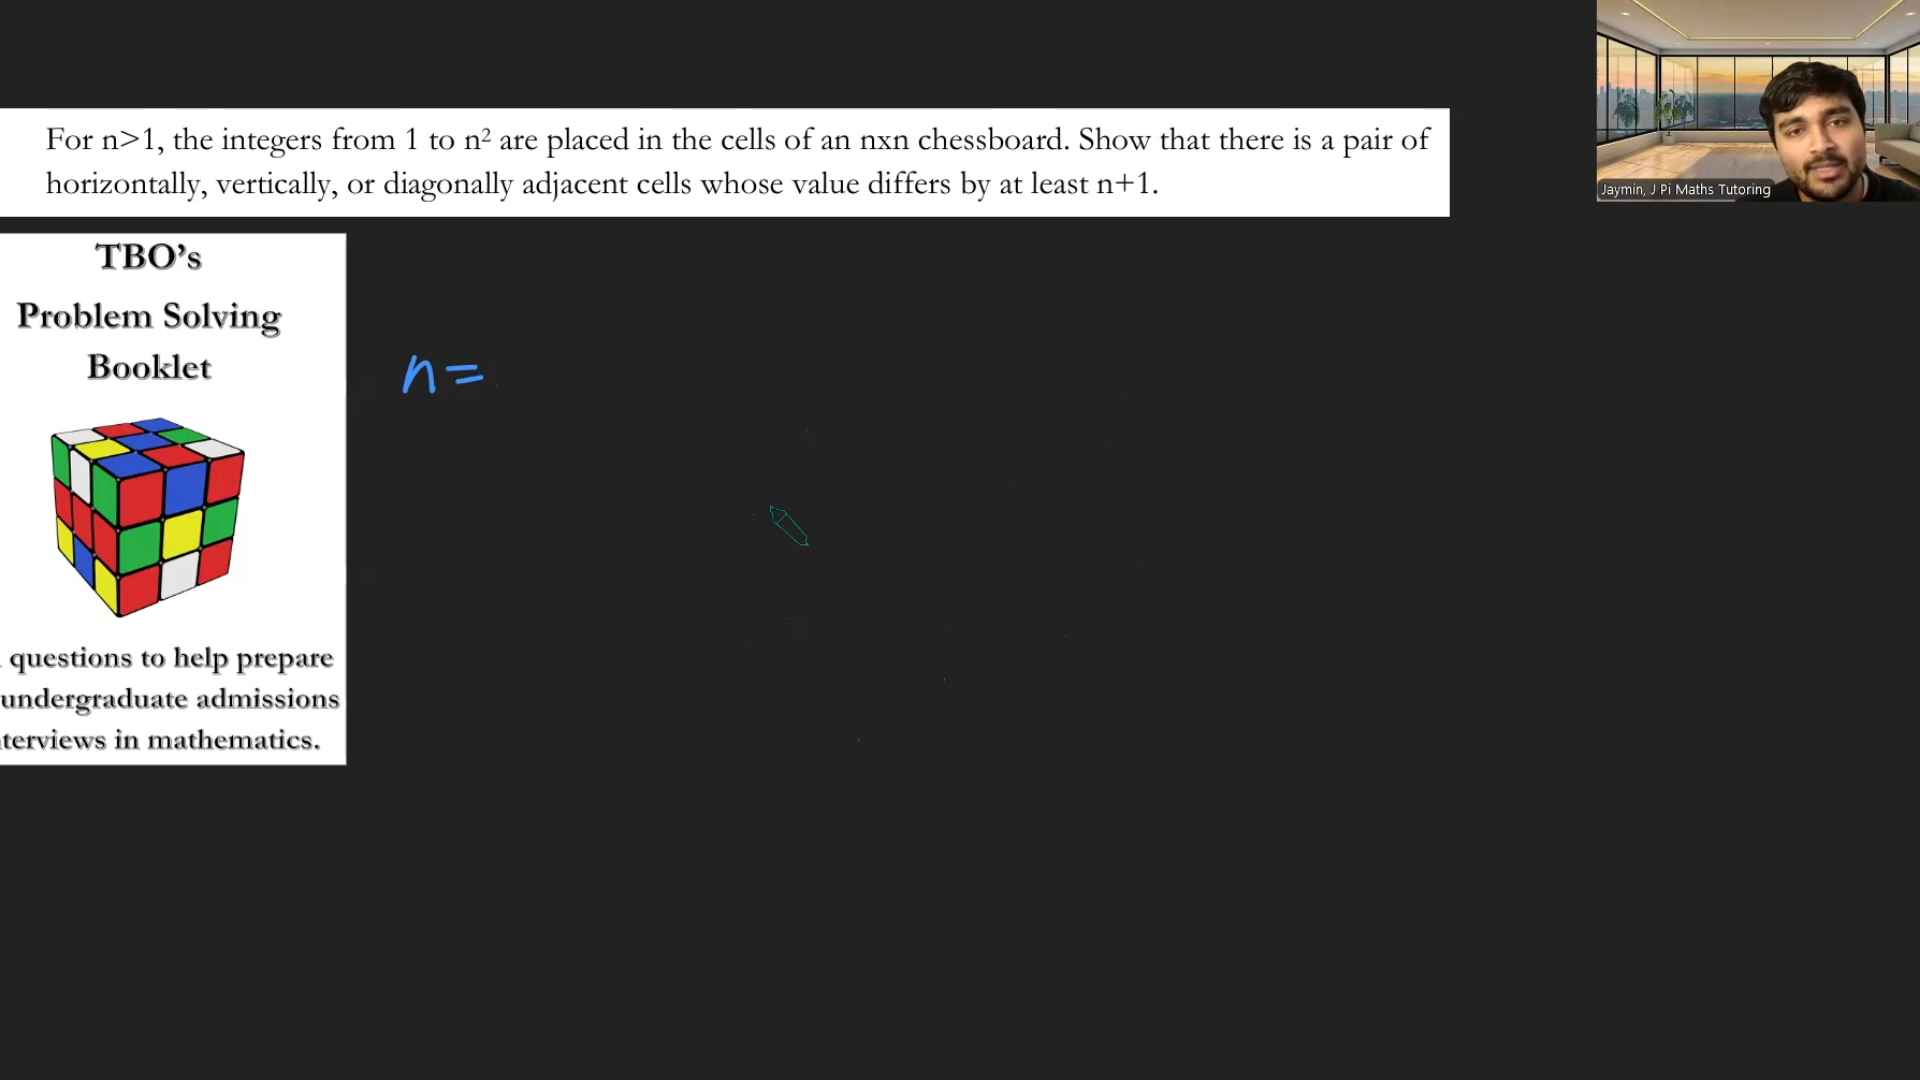 For n>1, the integers from 1 to n² are placed in the cells of an nxn chessboard. Show that there is a pair of
horizontally, vertically, or diagonally adjacent cells whose value differs by at least n+1.
Jaymin, J Pi Maths Tutoring
TBO's
Problem Solving
Booklet
n=
questions to help prepare
undergraduate admissions
terviews in mathematics.